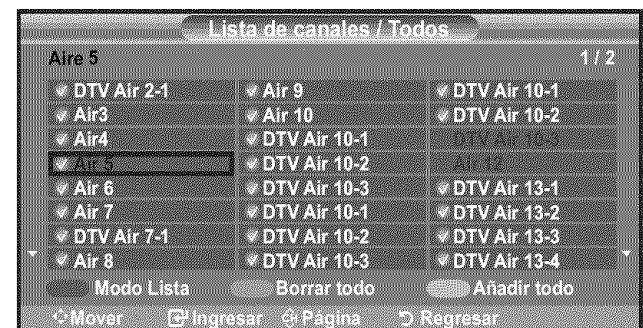 Lista de canales / Todos
Aire 5 1 / 2
DTV Air 2-1 Air 9 DTV Air 10-1
Air3 Air 10 DTV Air 10-2
Air4 DTV Air 10-1 DTV Air 10-3
Air 5 DTV Air 10-2 Air 12
Air 6 DTV Air 10-3 DTV Air 13-1
Air 7 DTV Air 10-1 DTV Air 13-2
DTV Air 7-1 DTV Air 10-2 DTV Air 13-3
Air 8 DTV Air 10-3 DTV Air 13-4
Modo Lista Borrar todo Añadir todo
Mover Ingresar Página Regresar